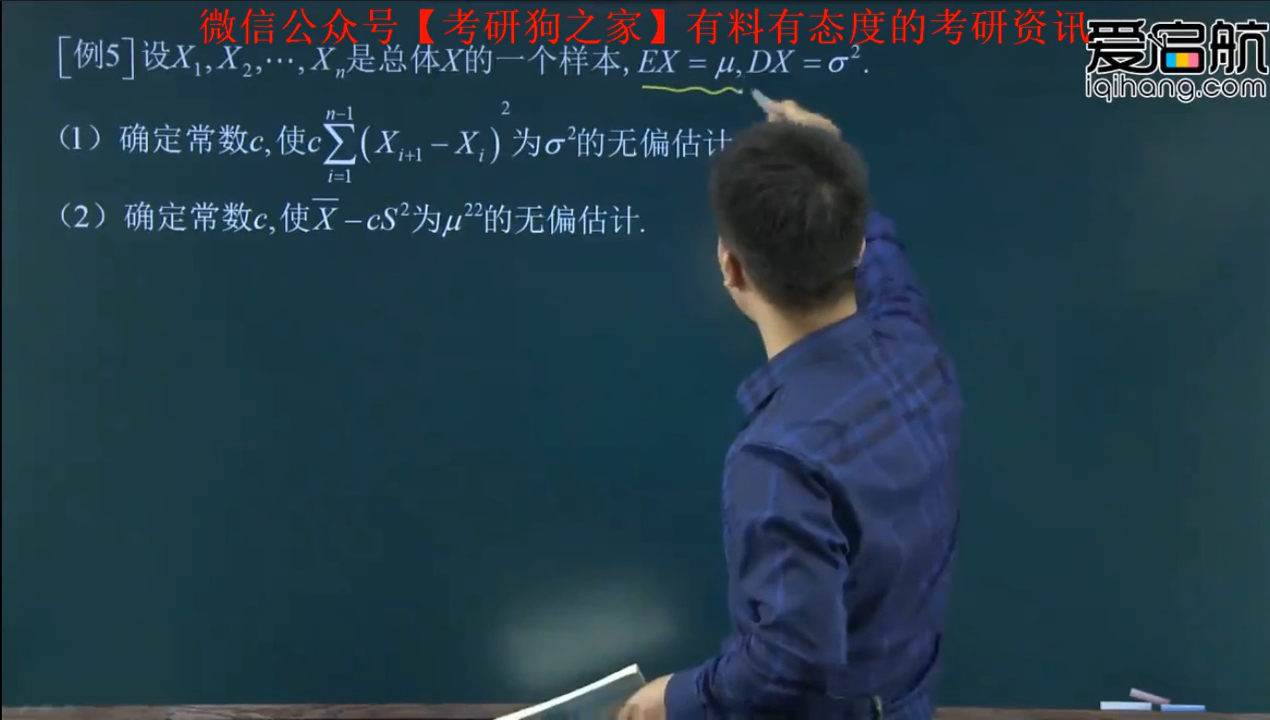 微信公众号【考研狗之家】有料有态度的考研资讯
爱启航
iqihang.com
[例5]设X₁,X₂,⋯,Xₙ是总体X的一个样本,EX=μ,DX=σ².
（1）确定常数c,使c∑ᵢ₌₁ⁿ⁻¹(Xᵢ₊₁−Xᵢ)²为σ²的无偏估计
（2）确定常数c,使X̅−cS²为μ²²的无偏估计.